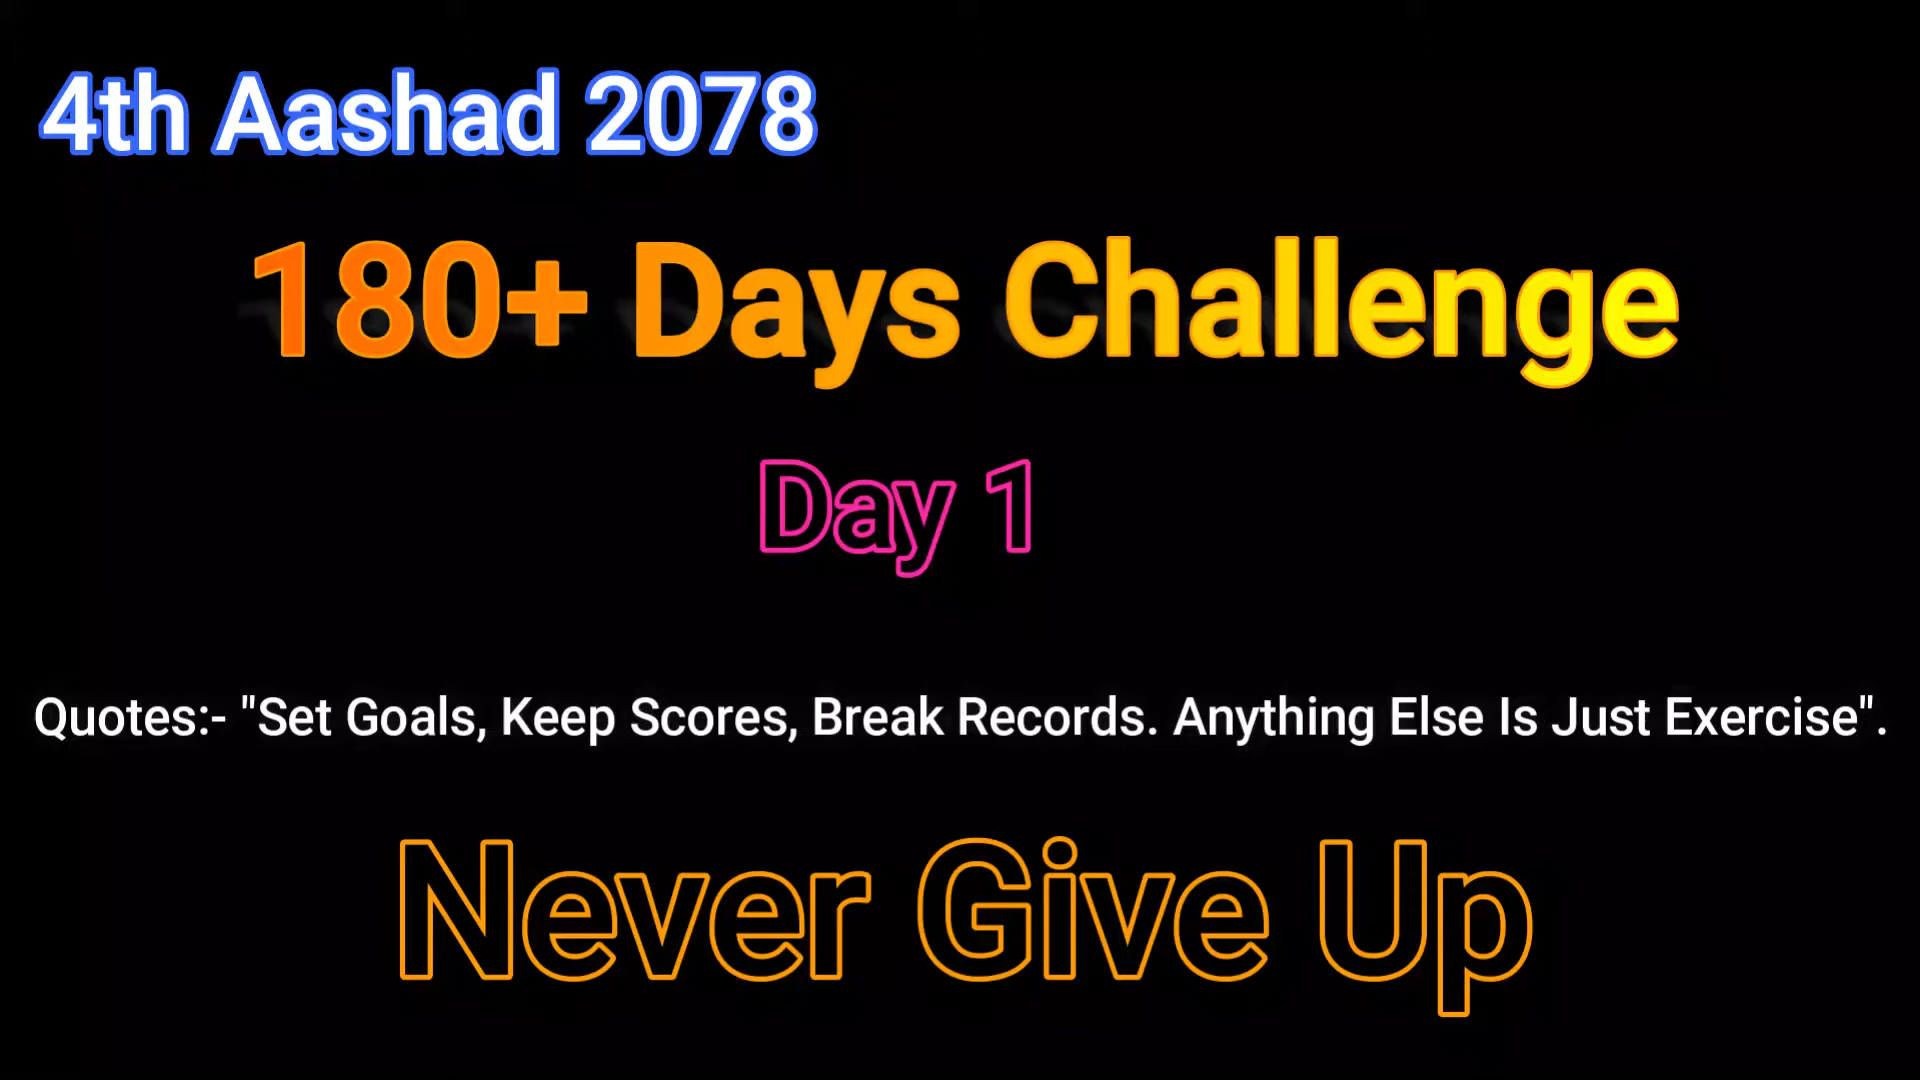 4th Aashad 2078
180+ Days Challenge
Day 1
Quotes:- "Set Goals, Keep Scores, Break Records. Anything Else Is Just Exercise".
Never Give Up